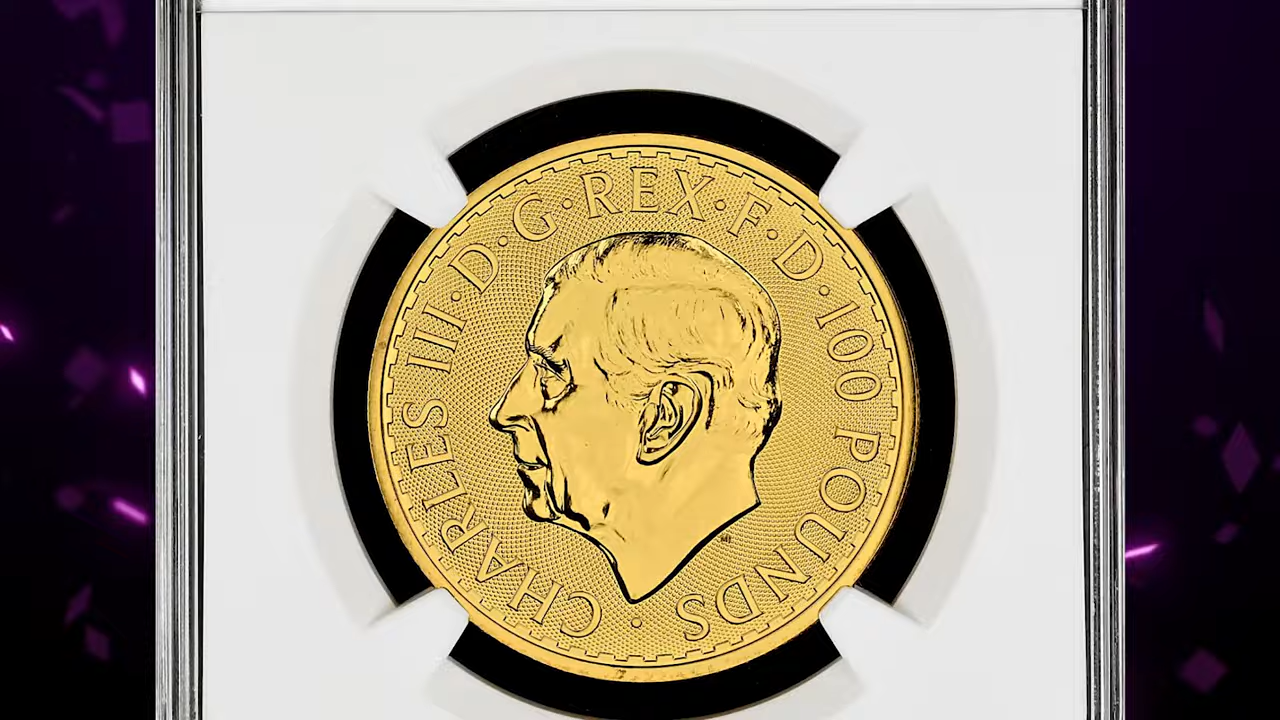 CHARLES III · D · G · REX · F · D · 100 POUNDS ·